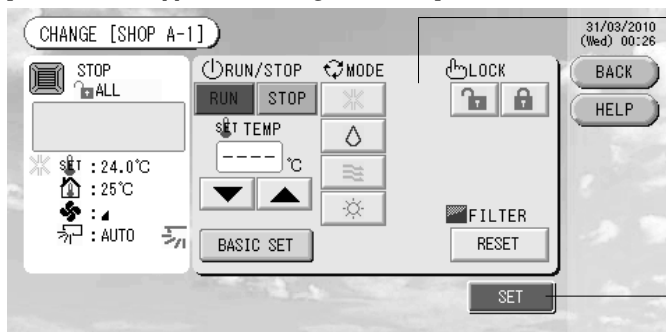 CHANGE [SHOP A-1]
31/03/2010
(Wed) 00:26
STOP
ALL
SET : 24.0℃
: 25℃
:
: AUTO
RUN/STOP
RUN STOP
SET TEMP
---- ℃
BASIC SET
MODE
LOCK
FILTER
RESET
BACK
HELP
SET